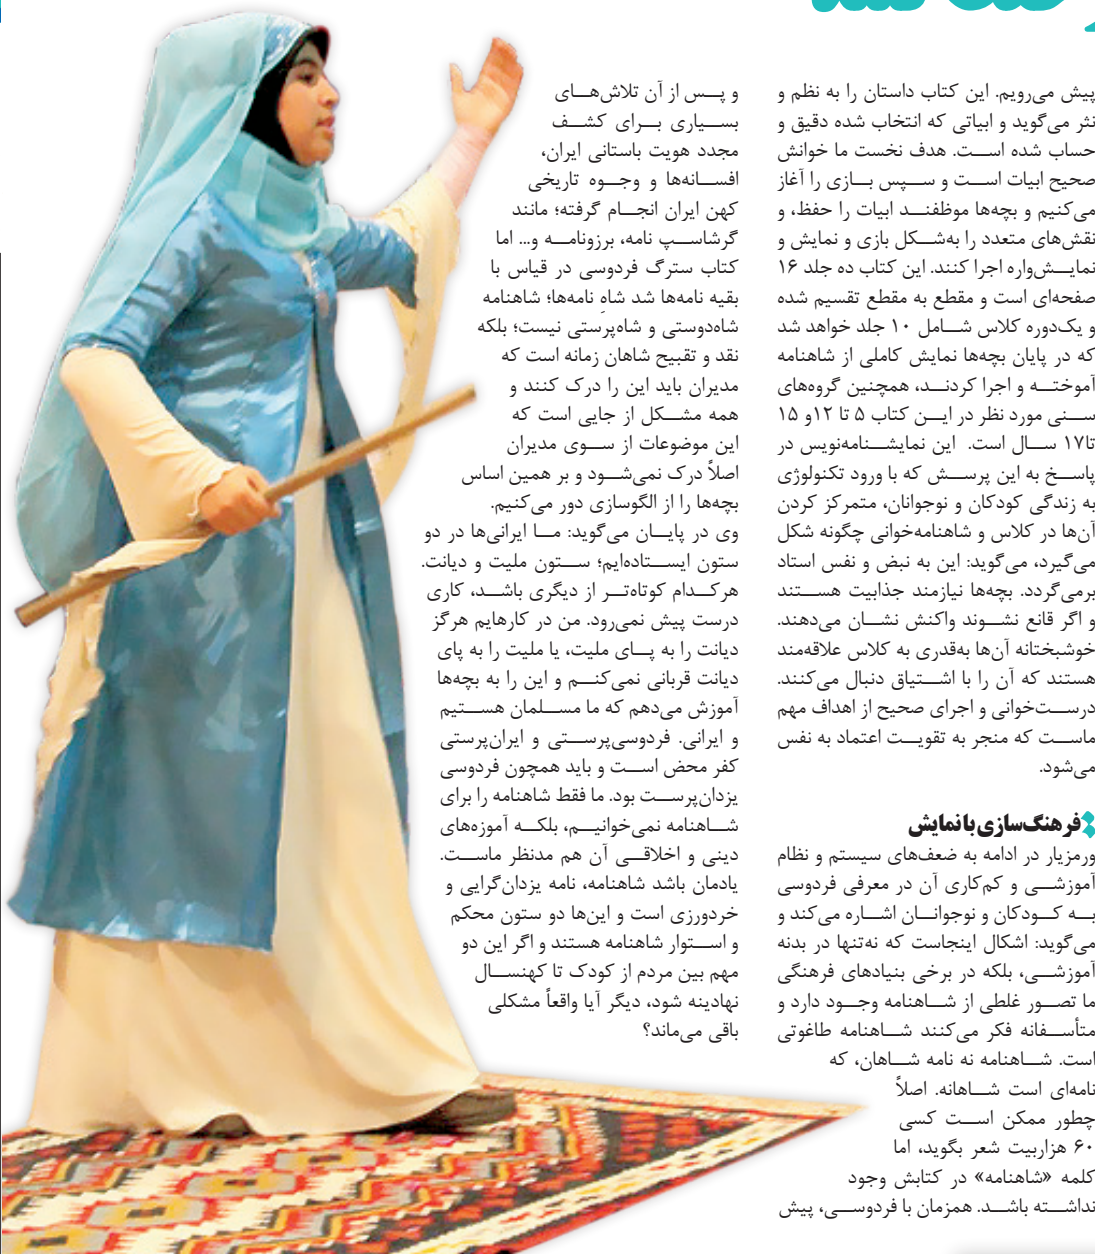 پیش می‌رویم. این کتاب داستان را به نظم و
نثر می‌گوید و ابیاتی که انتخاب شده دقیق و
حساب شده است. هدف نخست ما خوانش
صحیح ابیات است و سپس بازی را آغاز
می‌کنیم و بچه‌ها موظفند ابیات را حفظ، و
نقش‌های متعدد را به‌شکل بازی و نمایش و
نمایش‌واره اجرا کنند. این کتاب ده جلد ۱۶
صفحه‌ای است و مقطع به مقطع تقسیم شده
و یک‌دوره کلاس شامل ۱۰ جلد خواهد شد
که در پایان بچه‌ها نمایش کاملی از شاهنامه
آموخته و اجرا کردند، همچنین گروه‌های
سنی مورد نظر در این کتاب ۵ تا ۱۲و ۱۵
تا۱۷ سال است. این نمایشنامه‌نویس در
پاسخ به این پرسش که با ورود تکنولوژی
به زندگی کودکان و نوجوانان، متمرکز کردن
آن‌ها در کلاس و شاهنامه‌خوانی چگونه شکل
می‌گیرد، می‌گوید: این به نبض و نفس استاد
برمی‌گردد. بچه‌ها نیازمند جذابیت هستند
و اگر قانع نشوند واکنش نشان می‌دهند.
خوشبختانه آن‌ها به‌قدری به کلاس علاقه‌مند
هستند که آن را با اشتیاق دنبال می‌کنند.
درست‌خوانی و اجرای صحیح از اهداف مهم
ماست که منجر به تقویت اعتماد به نفس
می‌شود.
فرهنگ‌سازی با نمایش
ورمزیار در ادامه به ضعف‌های سیستم و نظام
آموزشی و کم‌کاری آن در معرفی فردوسی
به کودکان و نوجوانان اشاره می‌کند و
می‌گوید: اشکال اینجاست که نه‌تنها در بدنه
آموزشی، بلکه در برخی بنیادهای فرهنگی
ما تصور غلطی از شاهنامه وجود دارد و
متأسفانه فکر می‌کنند شاهنامه طاغوتی
است. شاهنامه نه نامه شاهان، که
نامه‌ای است شاهانه. اصلاً
چطور ممکن است کسی
۶۰ هزاربیت شعر بگوید، اما
کلمه «شاهنامه» در کتابش وجود
نداشته باشد. همزمان با فردوسی، پیش
و پس از آن تلاش‌های
بسیاری برای کشف
مجدد هویت باستانی ایران،
افسانه‌ها و وجوه تاریخی
کهن ایران انجام گرفته؛ مانند
گرشاسپ نامه، برزونامه و... اما
کتاب سترگ فردوسی در قیاس با
بقیه نامه‌ها شد شاهِ نامه‌ها؛ شاهنامه
شاه‌دوستی و شاه‌پرستی نیست؛ بلکه
نقد و تقبیح شاهان زمانه است که
مدیران باید این را درک کنند و
همه مشکل از جایی است که
این موضوعات از سوی مدیران
اصلاً درک نمی‌شود و بر همین اساس
بچه‌ها را از الگوسازی دور می‌کنیم.
وی در پایان می‌گوید: ما ایرانی‌ها در دو
ستون ایستاده‌ایم؛ ستون ملیت و دیانت.
هرکدام کوتاه‌تر از دیگری باشد، کاری
درست پیش نمی‌رود. من در کارهایم هرگز
دیانت را به پای ملیت، یا ملیت را به پای
دیانت قربانی نمی‌کنم و این را به بچه‌ها
آموزش می‌دهم که ما مسلمان هستیم
و ایرانی. فردوسی‌پرستی و ایران‌پرستی
کفر محض است و باید همچون فردوسی
یزدان‌پرست بود. ما فقط شاهنامه را برای
شاهنامه نمی‌خوانیم، بلکه آموزه‌های
دینی و اخلاقی آن هم مدنظر ماست.
یادمان باشد شاهنامه، نامه یزدان‌گرایی و
خردورزی است و این‌ها دو ستون محکم
و استوار شاهنامه هستند و اگر این دو
مهم بین مردم از کودک تا کهنسال
نهادینه شود، دیگر آیا واقعاً مشکلی
باقی می‌ماند؟